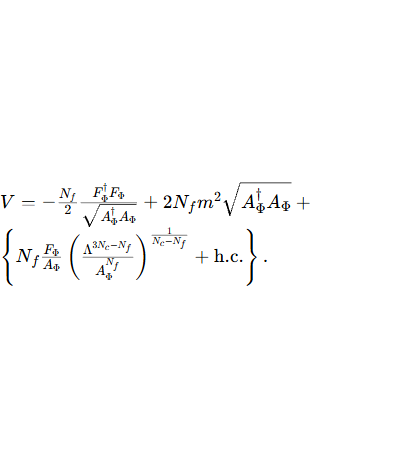 V = -\frac{N_f}{2} \frac{F_\Phi^\dagger F_\Phi}{\sqrt{A_\Phi^\dagger A_\Phi}} + 2N_f m^2 \sqrt{A_\Phi^\dagger A_\Phi} +
\left\{ N_f \frac{F_\Phi}{A_\Phi} \left( \frac{\Lambda^{3N_c - N_f}}{A_\Phi^{N_f}} \right)^{\frac{1}{N_c - N_f}} + \text{h.c.} \right\}.